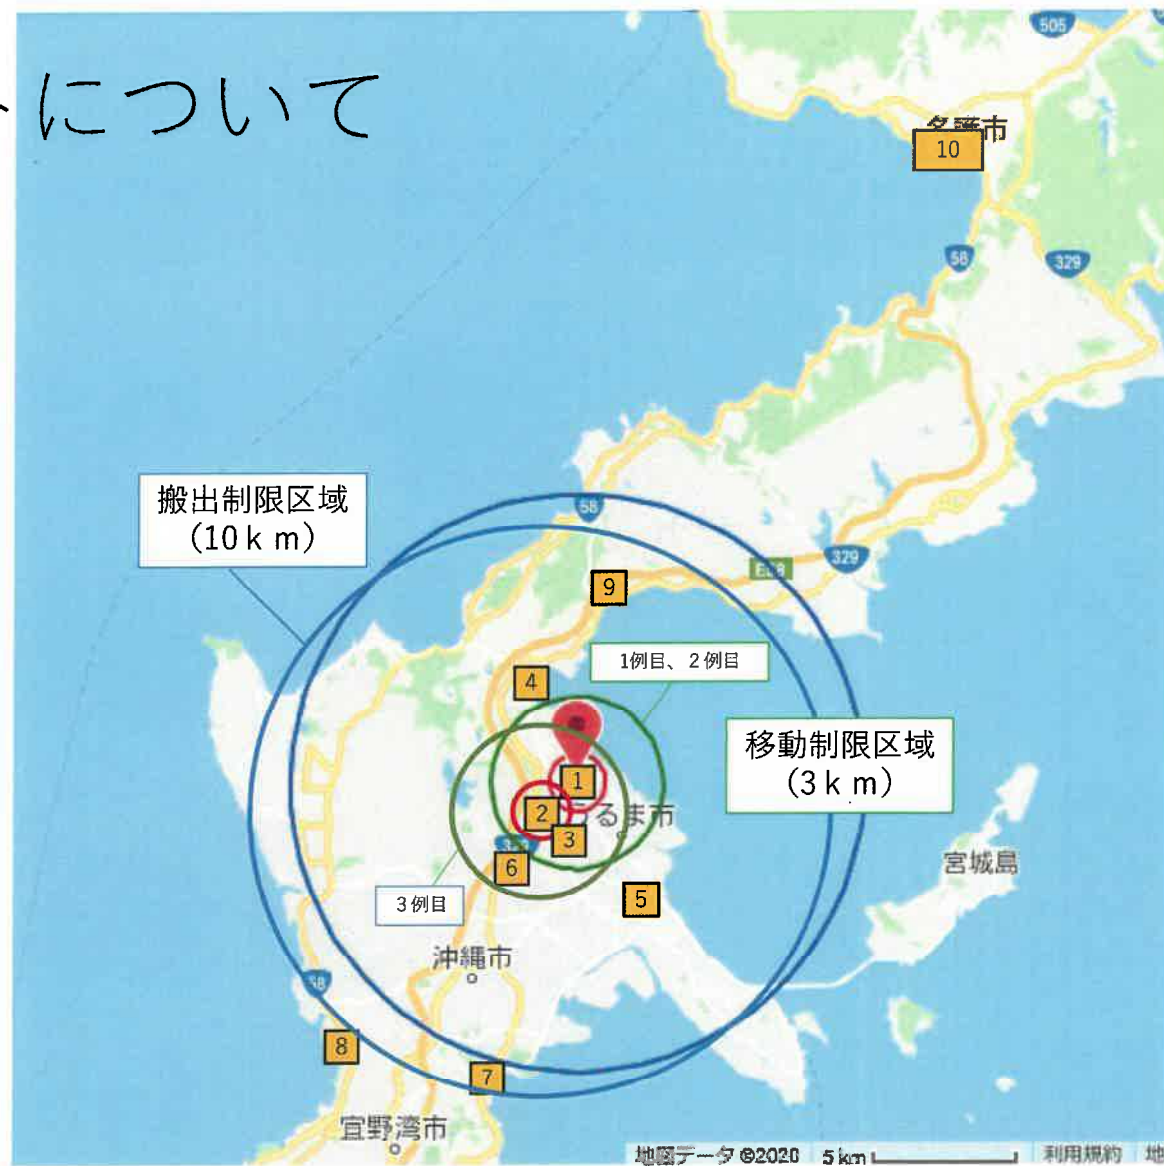 について
505
名護市
10
58
329
搬出制限区域
(10ｋｍ)
58
329
9
1例目、２例目
4
移動制限区域
(3ｋｍ)
1
2
うるま市
3
6
5
宮城島
３例目
沖縄市
58
8
7
宜野湾市
地図データ ©2020
5 km
利用規約
地